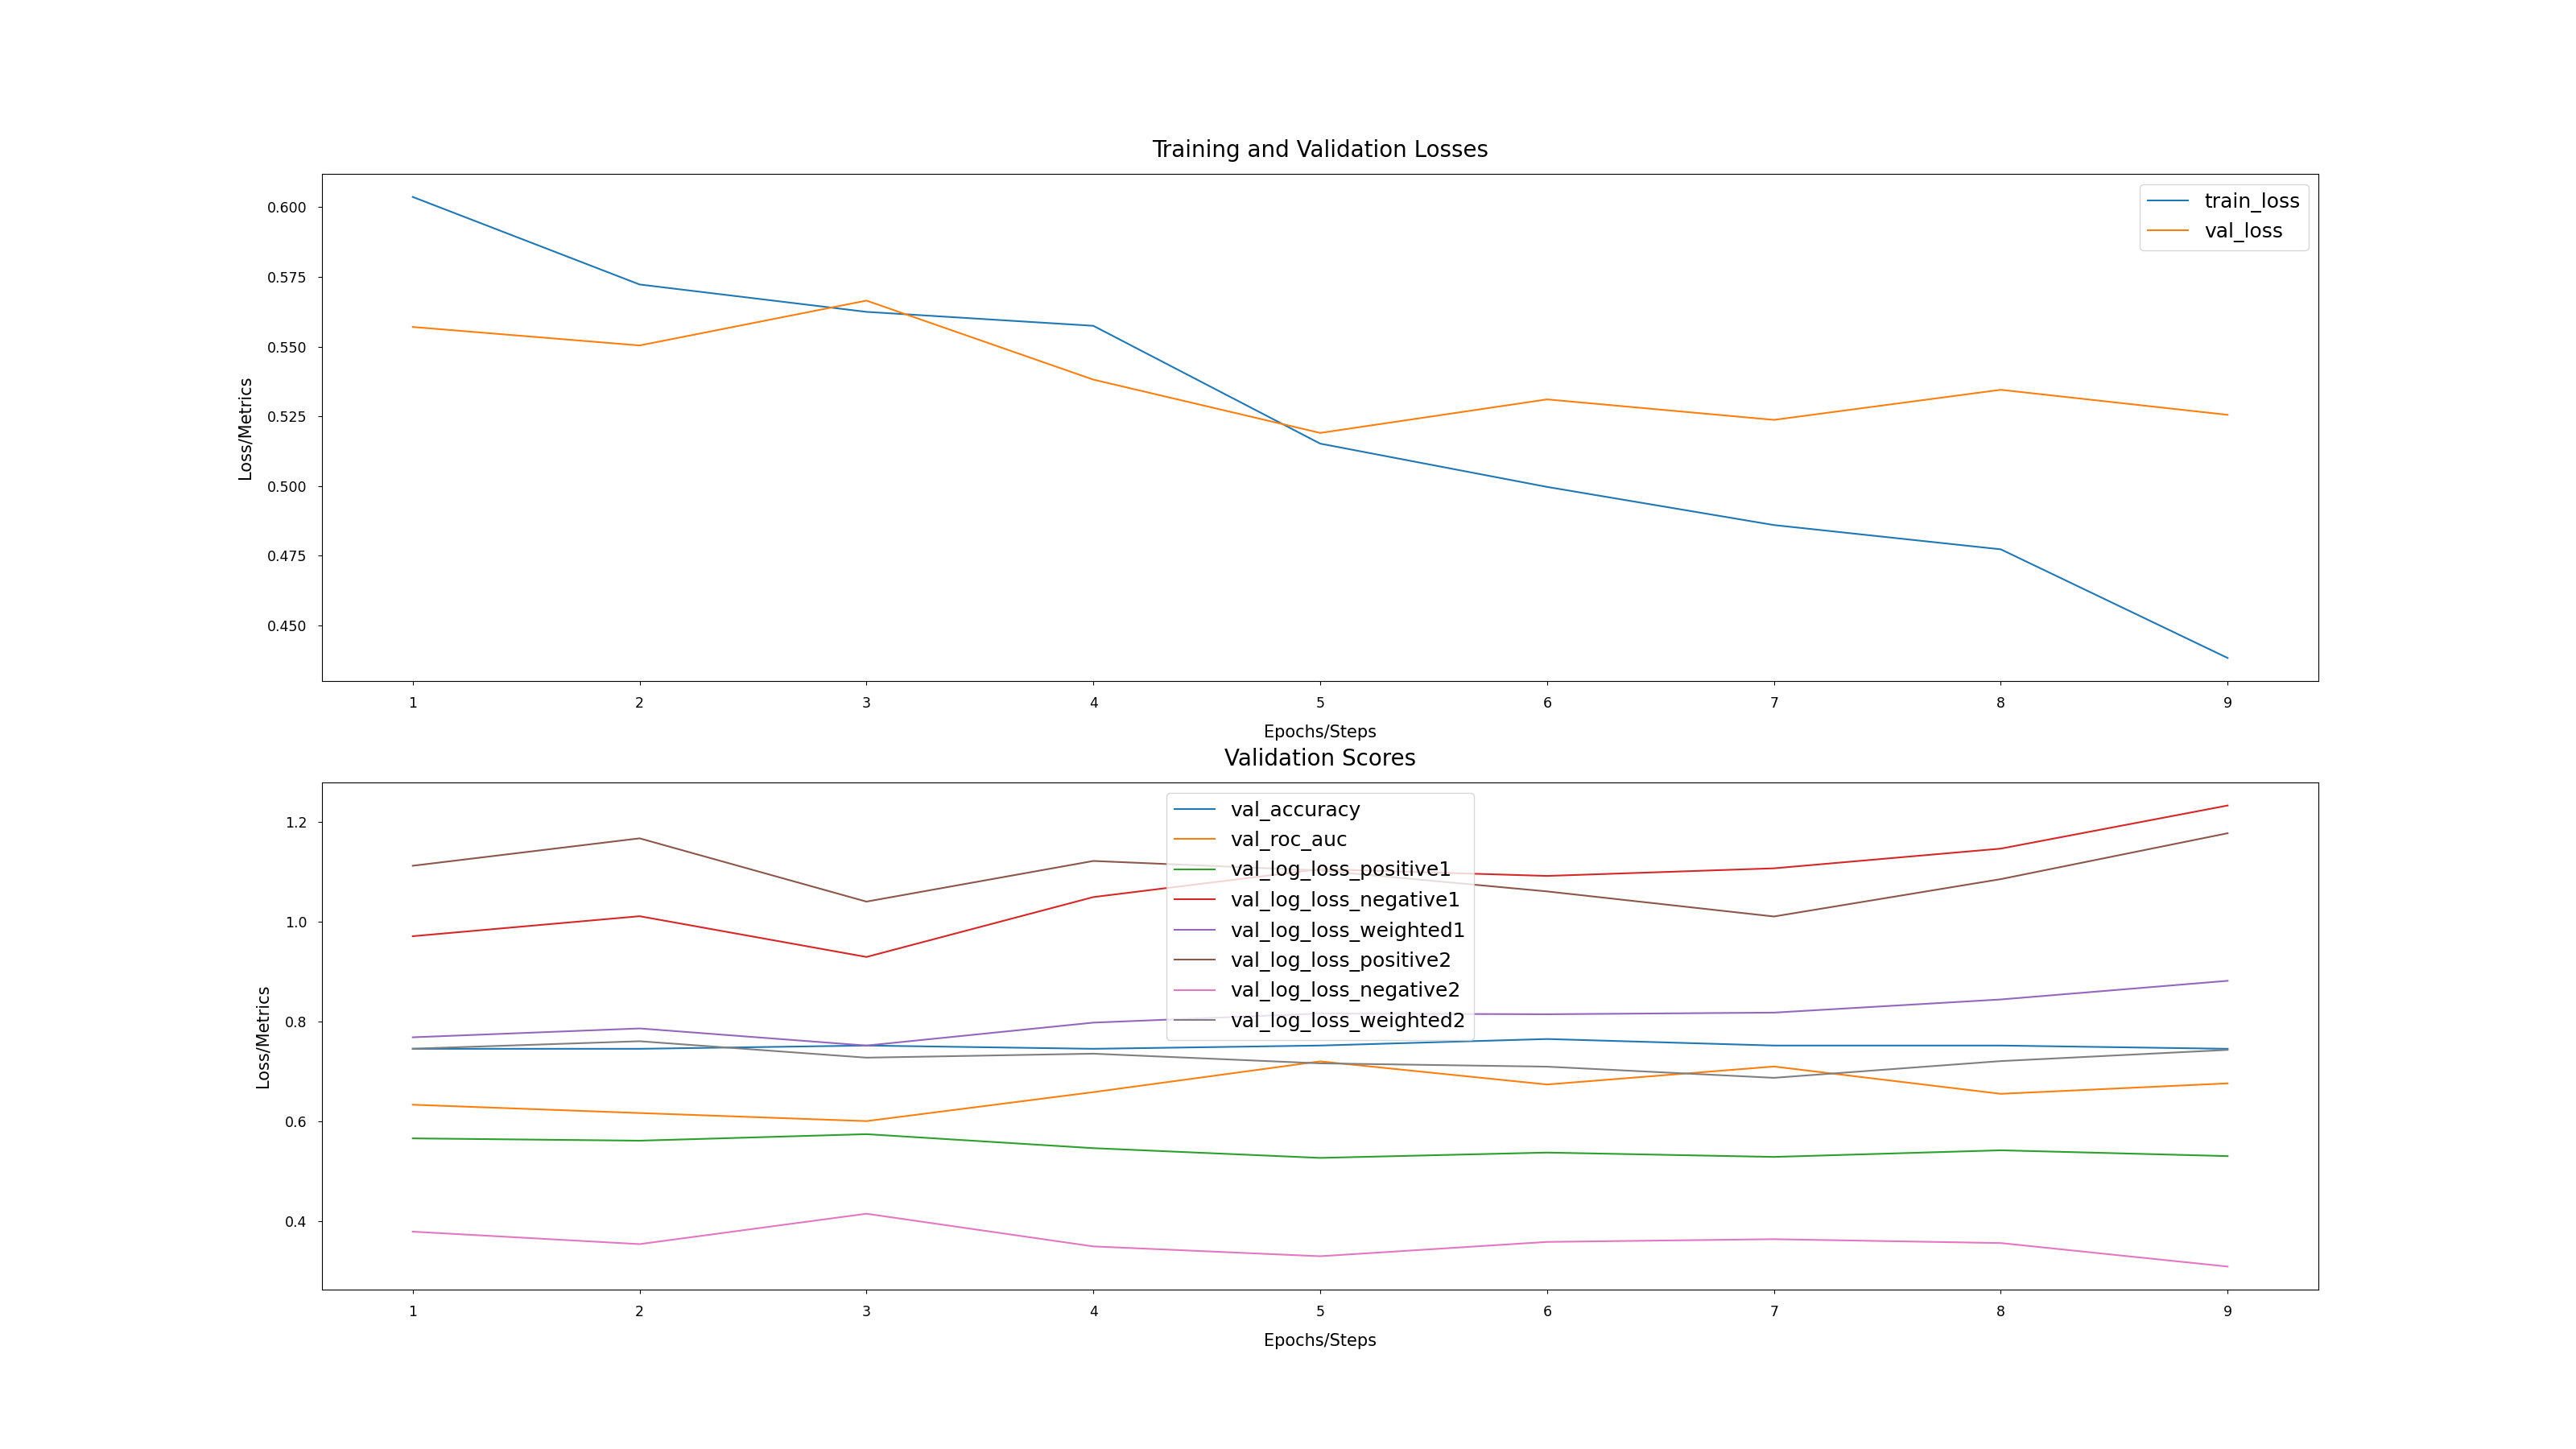 Training and Validation Losses
train_loss
val_loss
0.600
0.575
0.550
0.525
0.500
0.475
0.450
Loss/Metrics
1 2 3 4 5 6 7 8 9
Epochs/Steps
Validation Scores
val_accuracy
val_roc_auc
val_log_loss_positive1
val_log_loss_negative1
val_log_loss_weighted1
val_log_loss_positive2
val_log_loss_negative2
val_log_loss_weighted2
1.2
1.0
0.8
0.6
0.4
Loss/Metrics
1 2 3 4 5 6 7 8 9
Epochs/Steps